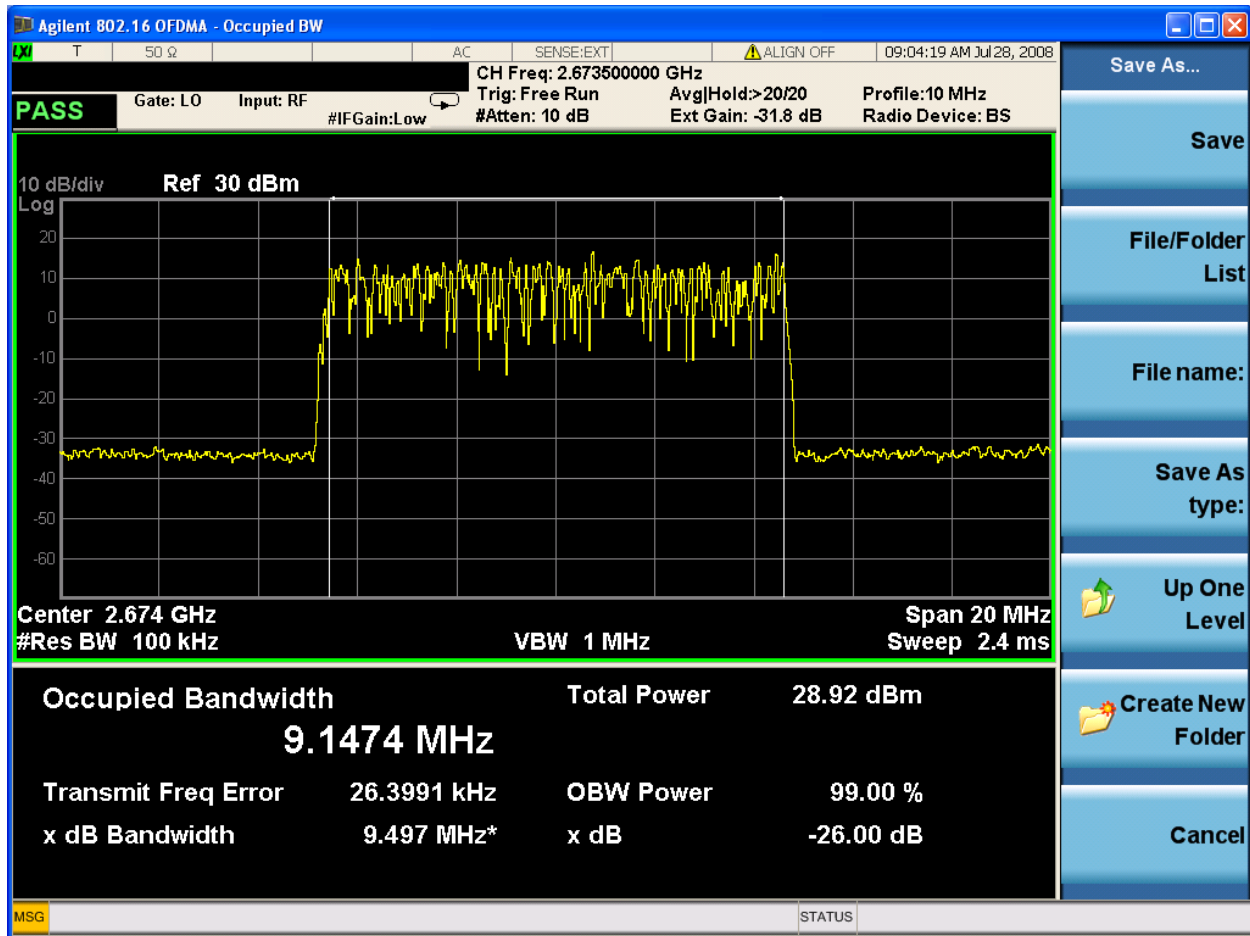 Agilent 802.16 OFDMA - Occupied BW
LXI T 50 Ω AC SENSE:EXT ALIGN OFF 09:04:19 AM Jul 28, 2008
CH Freq: 2.673500000 GHz
PASS Gate: LO Input: RF Trig: Free Run Avg|Hold:>20/20 Profile:10 MHz
#IFGain:Low #Atten: 10 dB Ext Gain: -31.8 dB Radio Device: BS
10 dB/div Ref 30 dBm
Log
20
10
0
-10
-20
-30
-40
-50
-60
Center 2.674 GHz Span 20 MHz
#Res BW 100 kHz VBW 1 MHz Sweep 2.4 ms
Occupied Bandwidth Total Power 28.92 dBm
9.1474 MHz
Transmit Freq Error 26.3991 kHz OBW Power 99.00 %
x dB Bandwidth 9.497 MHz* x dB -26.00 dB
MSG STATUS
Save As...
Save
File/Folder
List
File name:
Save As
type:
Up One
Level
Create New
Folder
Cancel